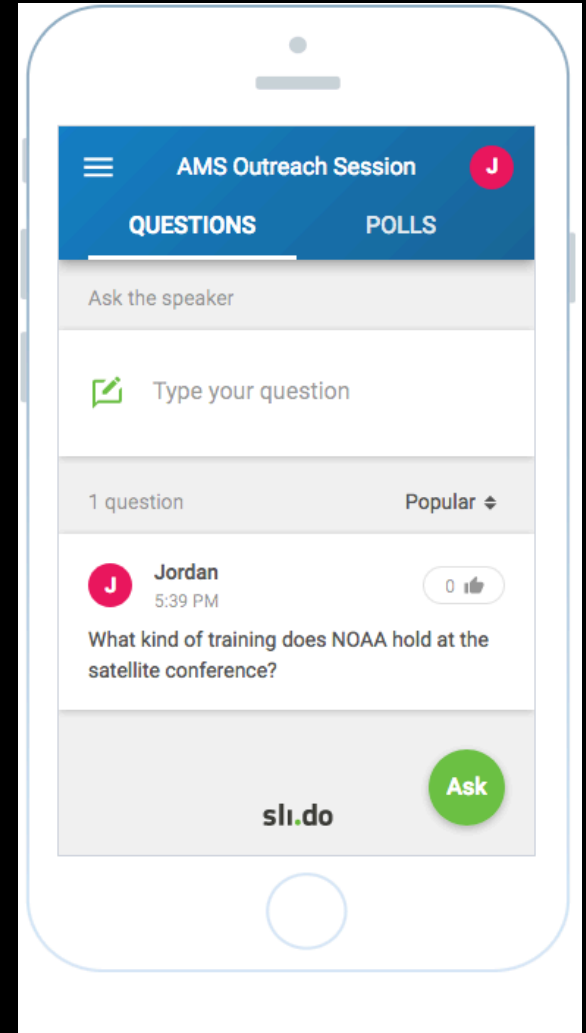 AMS Outreach Session J
QUESTIONS POLLS
Ask the speaker
Type your question
1 question Popular
J Jordan 0
5:39 PM
What kind of training does NOAA hold at the
satellite conference?
Ask
sli.do